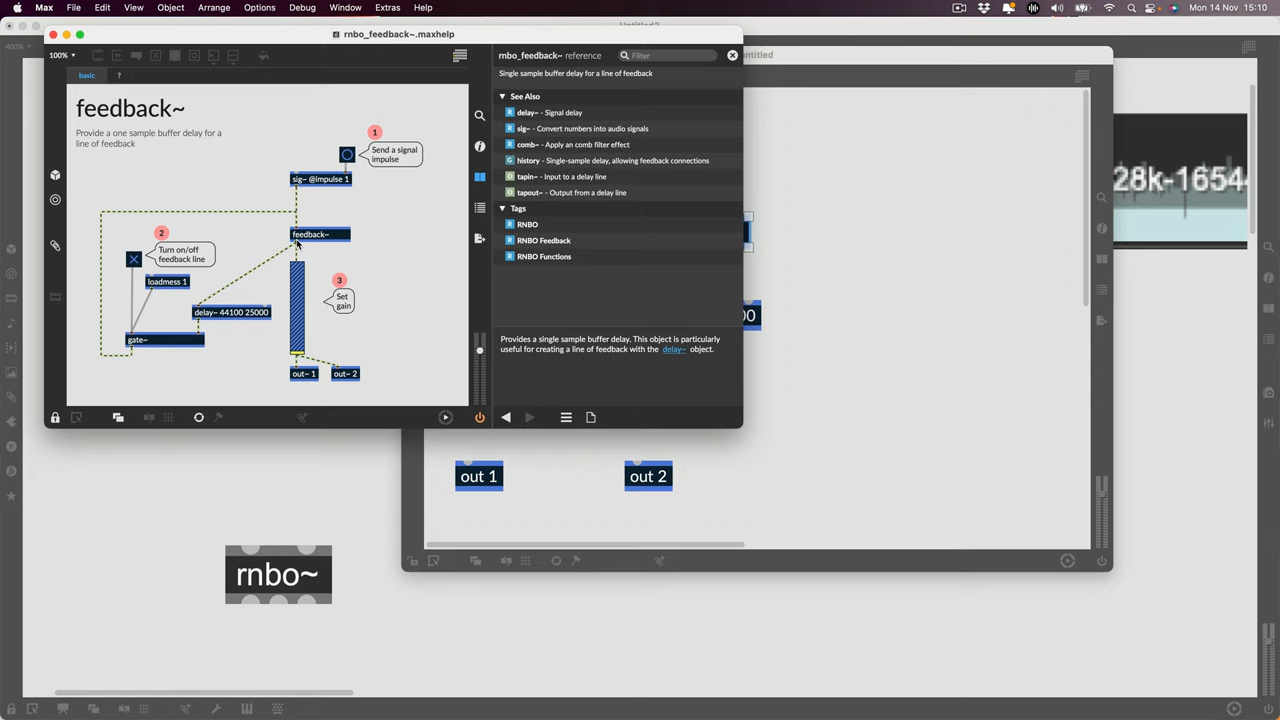 Max File Edit View Object Arrange Options Debug Window Extras Help
Mon 14 Nov 15:10
Untitled2
400%
rnbo_feedback~.maxhelp
100%
basic ?
feedback~
Provide a one sample buffer delay for a
line of feedback
1
Send a signal
impulse
sig~ @impulse 1
feedback~
2
Turn on/off
feedback line
loadmess 1
3
Set
gain
delay~ 44100 25000
gate~
out~ 1 out~ 2
rnbo_feedback~ reference
Filter
Single sample buffer delay for a line of feedback
See Also
R delay~ - Signal delay
R sig~ - Convert numbers into audio signals
R comb~ - Apply an comb filter effect
G history - Single-sample delay, allowing feedback connections
O tapin~ - Input to a delay line
O tapout~ - Output from a delay line
Tags
R RNBO
R RNBO Feedback
R RNBO Functions
Provides a single sample buffer delay. This object is particularly
useful for creating a line of feedback with the delay~ object.
ntitled
28k-1654
00
out 1 out 2
rnbo~